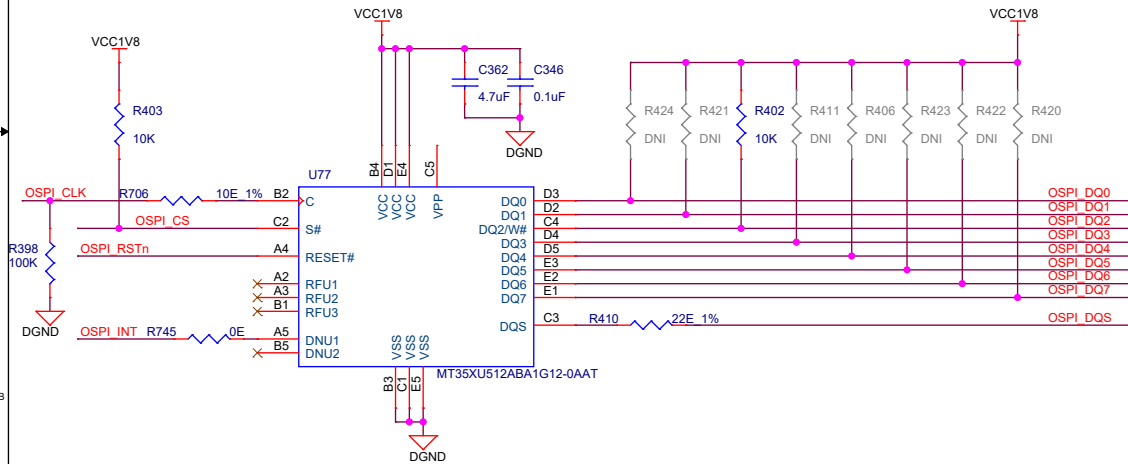 VCC1V8
VCC1V8
VCC1V8
R403
10K
C362
4.7uF
C346
0.1uF
DGND
R424
DNI
R421
DNI
R402
10K
R411
DNI
R406
DNI
R423
DNI
R422
DNI
R420
DNI
U77
B4
D1
E4
C5
VCC
VCC
VCC
VPP
OSPI_CLK
R706
10E_1%
B2
C
OSPI_CS
C2
S#
R398
100K
DGND
OSPI_RSTn
A4
RESET#
A2
RFU1
A3
RFU2
B1
RFU3
OSPI_INT
R745
0E
A5
DNU1
B5
DNU2
DQ0
D3
OSPI_DQ0
DQ1
D2
OSPI_DQ1
DQ2/W#
C4
OSPI_DQ2
DQ3
D4
OSPI_DQ3
DQ4
D5
OSPI_DQ4
DQ5
E3
OSPI_DQ5
DQ6
E2
OSPI_DQ6
DQ7
E1
OSPI_DQ7
DQS
C3
R410
22E_1%
OSPI_DQS
VSS
VSS
VSS
B3
C1
E5
MT35XU512ABA1G12-0AAT
DGND
B